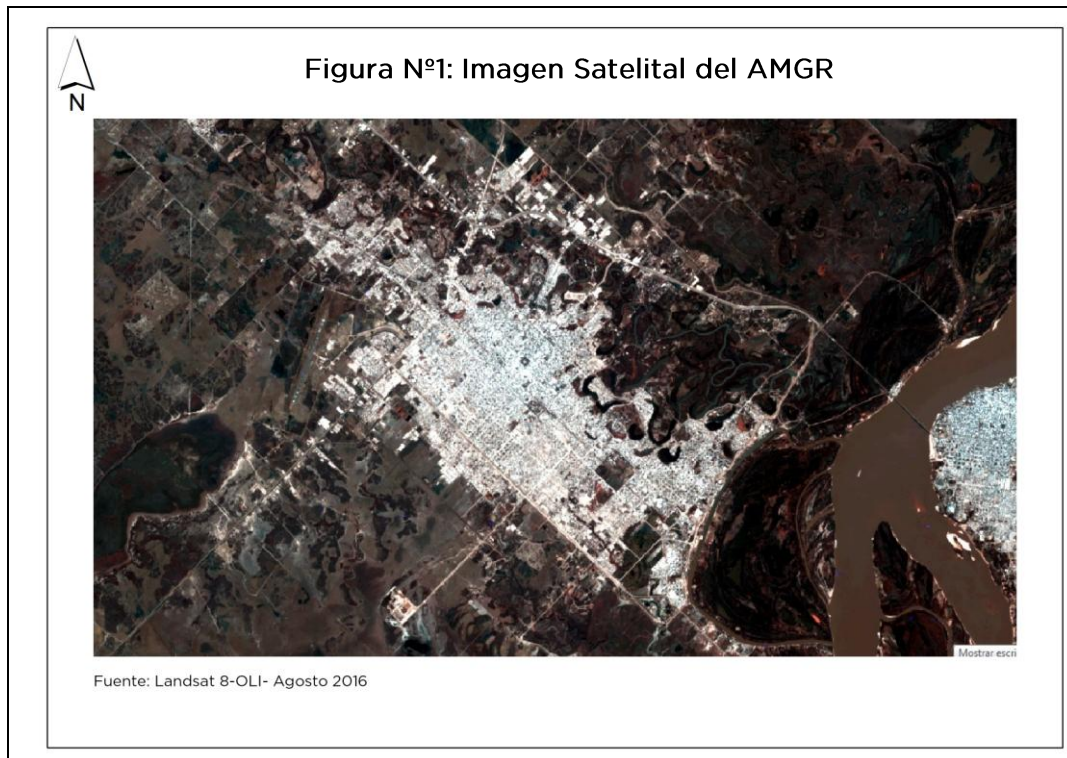 Figura Nº1: Imagen Satelital del AMGR
N
Mostrar escri
Fuente: Landsat 8-OLI- Agosto 2016